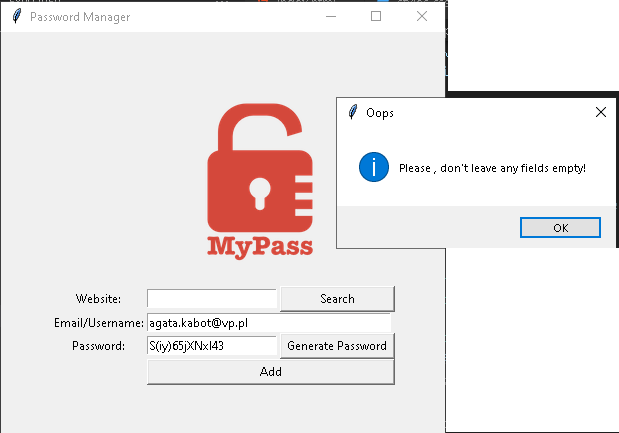 Password Manager
Oops
Please , don't leave any fields empty!
OK
MyPass
Website:
Search
Email/Username:
agata.kabot@vp.pl
Password:
S(iy)65jXNxl43
Generate Password
Add